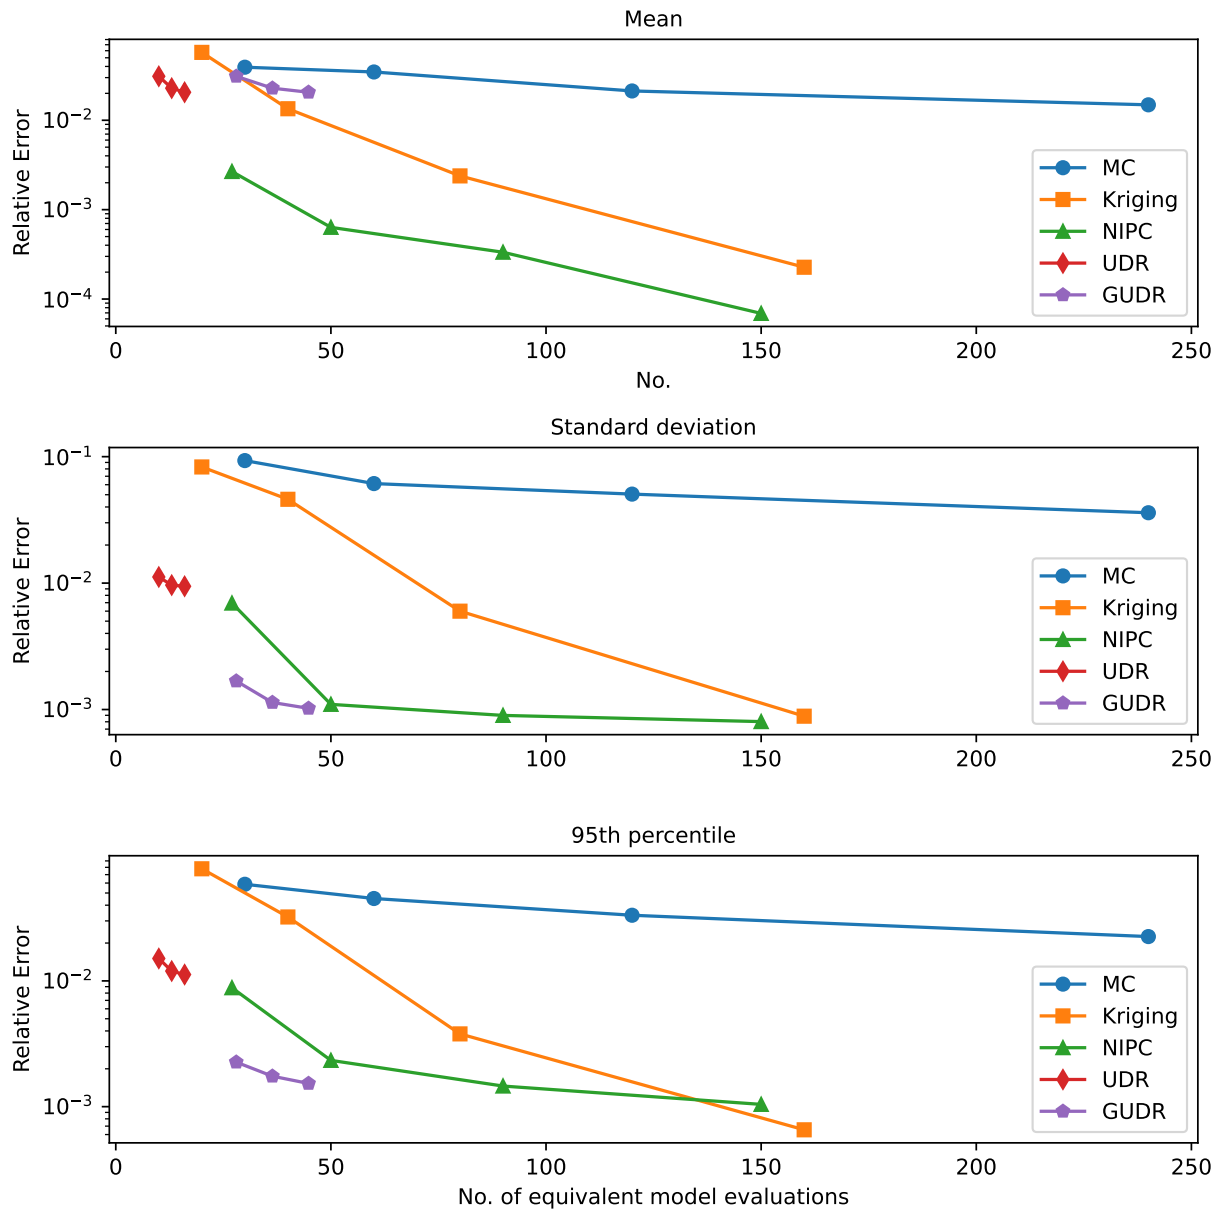 Mean
Relative Error
10⁻²
10⁻³
10⁻⁴
0 50 100 150 200 250
No.
MC
Kriging
NIPC
UDR
GUDR
Standard deviation
Relative Error
10⁻¹
10⁻²
10⁻³
0 50 100 150 200 250
MC
Kriging
NIPC
UDR
GUDR
95th percentile
Relative Error
10⁻²
10⁻³
0 50 100 150 200 250
No. of equivalent model evaluations
MC
Kriging
NIPC
UDR
GUDR